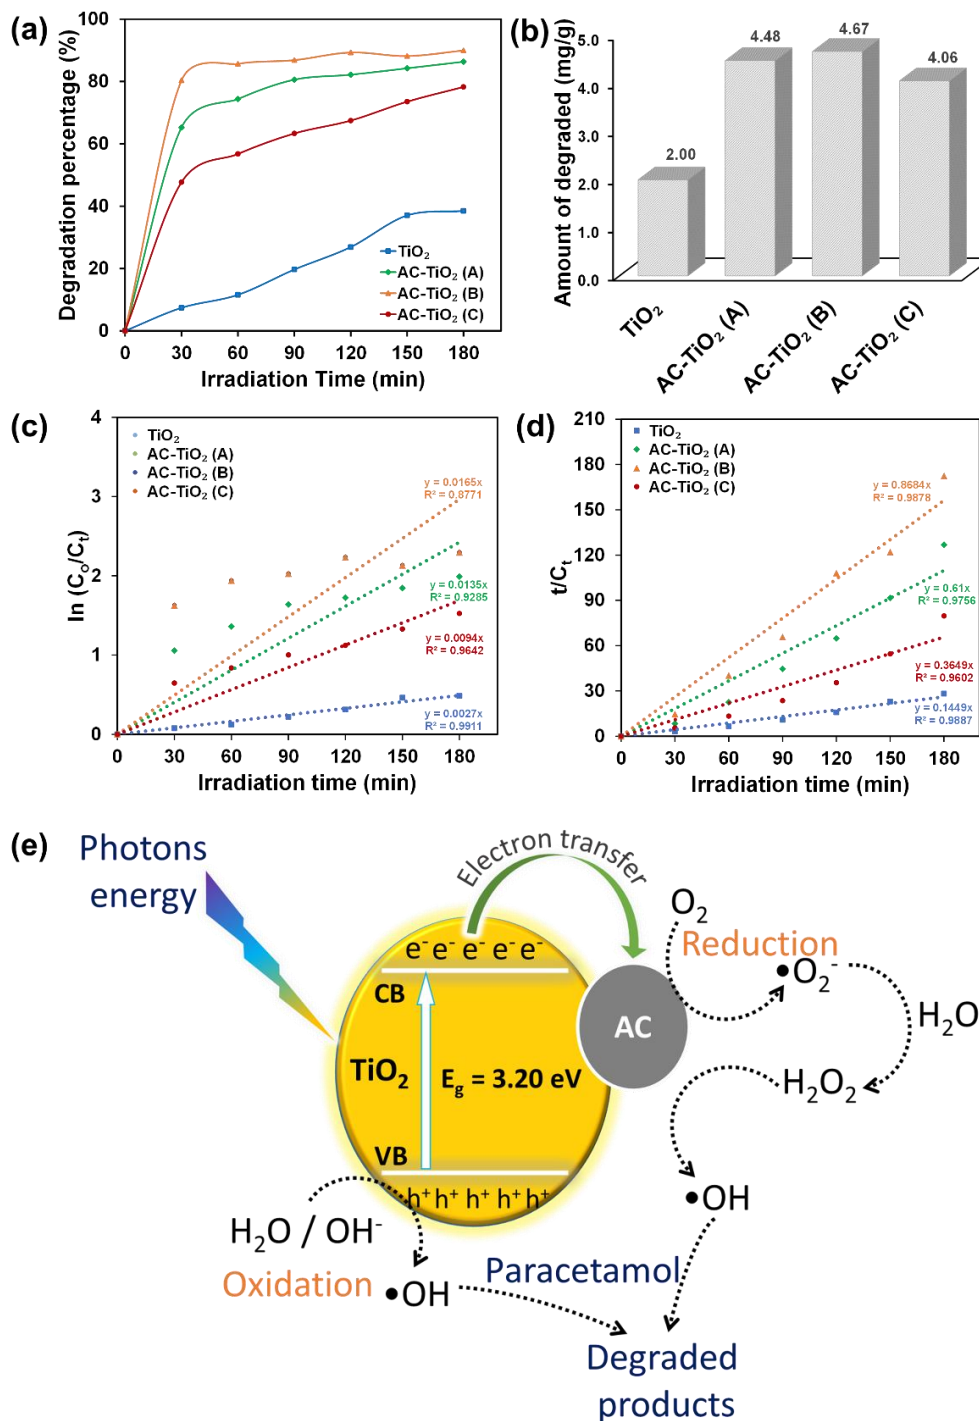 (a)
100
80
60
40
20
0
Degradation percentage (%)
TiO₂
AC-TiO₂ (A)
AC-TiO₂ (B)
AC-TiO₂ (C)
0 30 60 90 120 150 180
Irradiation Time (min)
(b)
5.0
4.0
3.0
2.0
1.0
0.0
Amount of degraded (mg/g)
2.00
4.48
4.67
4.06
TiO₂
AC-TiO₂ (A)
AC-TiO₂ (B)
AC-TiO₂ (C)
(c)
4
3
2
1
0
ln (Cₒ/Cₜ)
TiO₂
AC-TiO₂ (A)
AC-TiO₂ (B)
AC-TiO₂ (C)
y = 0.0165x
R² = 0.8771
y = 0.0135x
R² = 0.9285
y = 0.0094x
R² = 0.9642
y = 0.0027x
R² = 0.9911
0 30 60 90 120 150 180
Irradiation time (min)
(d)
210
180
150
120
90
60
30
0
t/Cₜ
TiO₂
AC-TiO₂ (A)
AC-TiO₂ (B)
AC-TiO₂ (C)
y = 0.8684x
R² = 0.9878
y = 0.61x
R² = 0.9756
y = 0.3649x
R² = 0.9602
y = 0.1449x
R² = 0.9887
0 30 60 90 120 150 180
Irradiation time (min)
(e)
Photons
energy
Electron transfer
e⁻ e⁻ e⁻ e⁻ e⁻
CB
TiO₂
E_g = 3.20 eV
VB
h⁺ h⁺ h⁺ h⁺ h⁺
AC
O₂
Reduction
•O₂⁻
H₂O
H₂O₂
•OH
H₂O / OH⁻
Oxidation
•OH
Paracetamol
Degraded
products